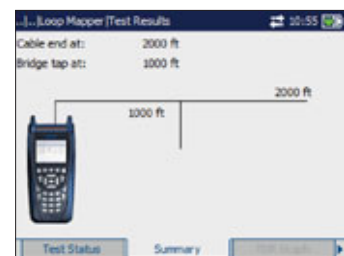 ...|...|Loop Mapper|Test Results 10:55
Cable end at: 2000 ft
Bridge tap at: 1000 ft
2000 ft
1000 ft
Test Status Summary